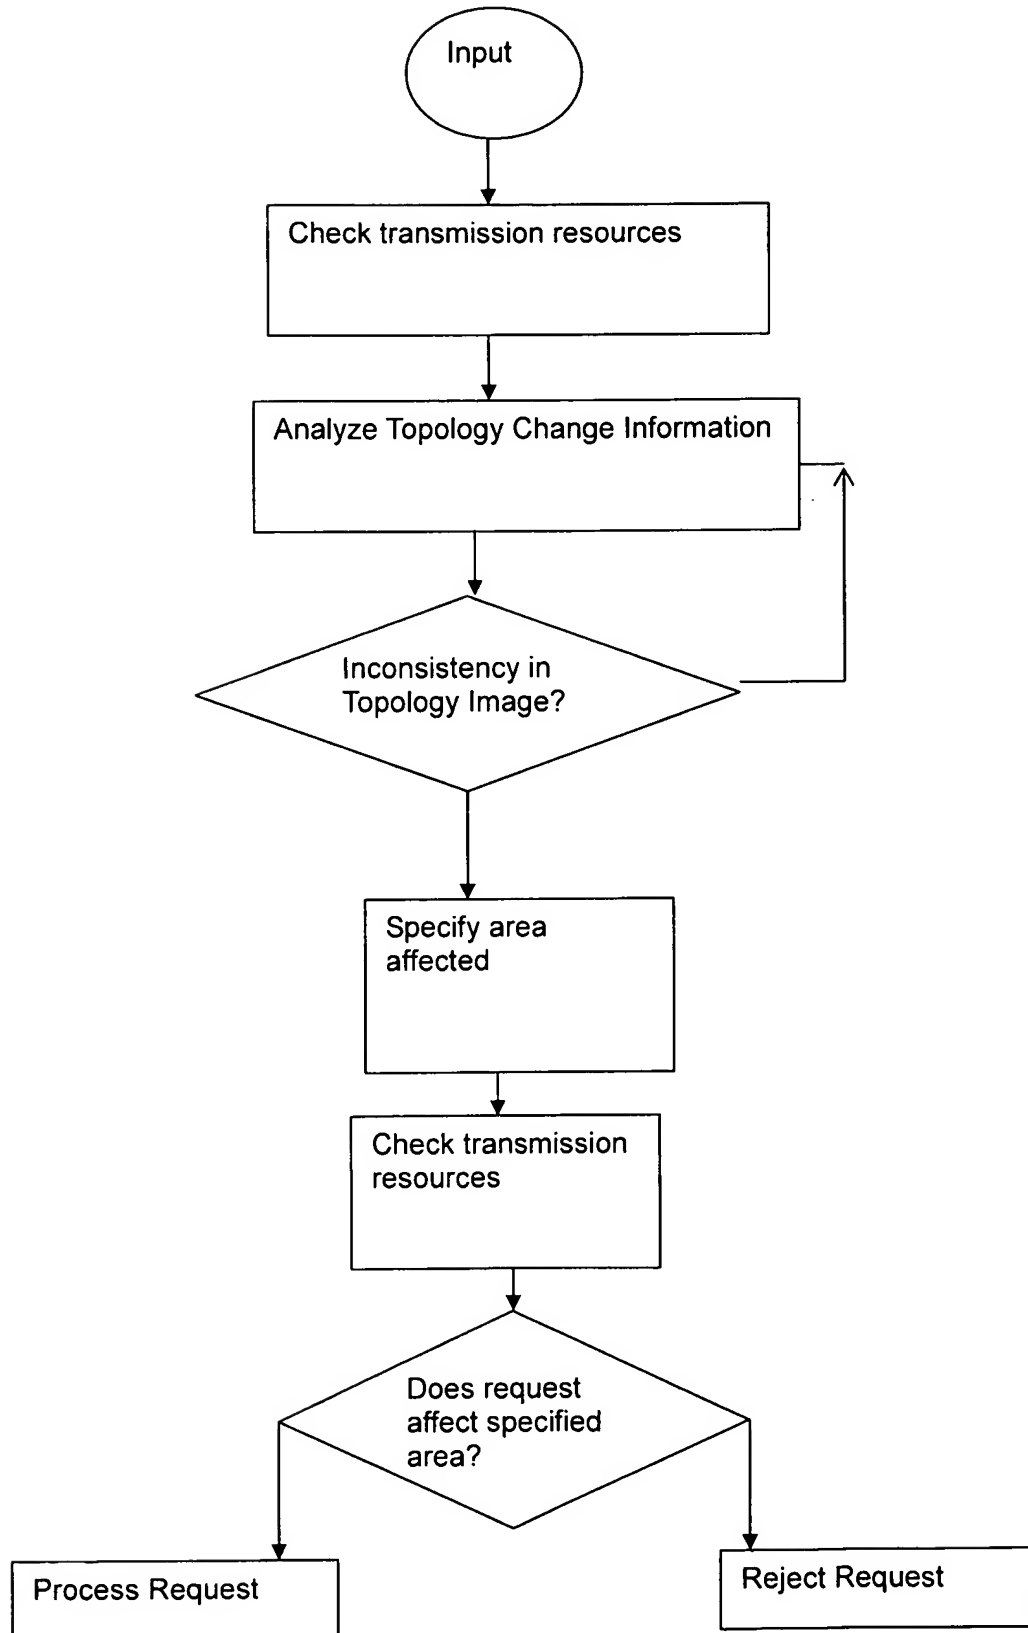 Input
Check transmission resources
Analyze Topology Change Information
Inconsistency in
Topology Image?
Specify area
affected
Check transmission
resources
Does request
affect specified
area?
Process Request
Reject Request